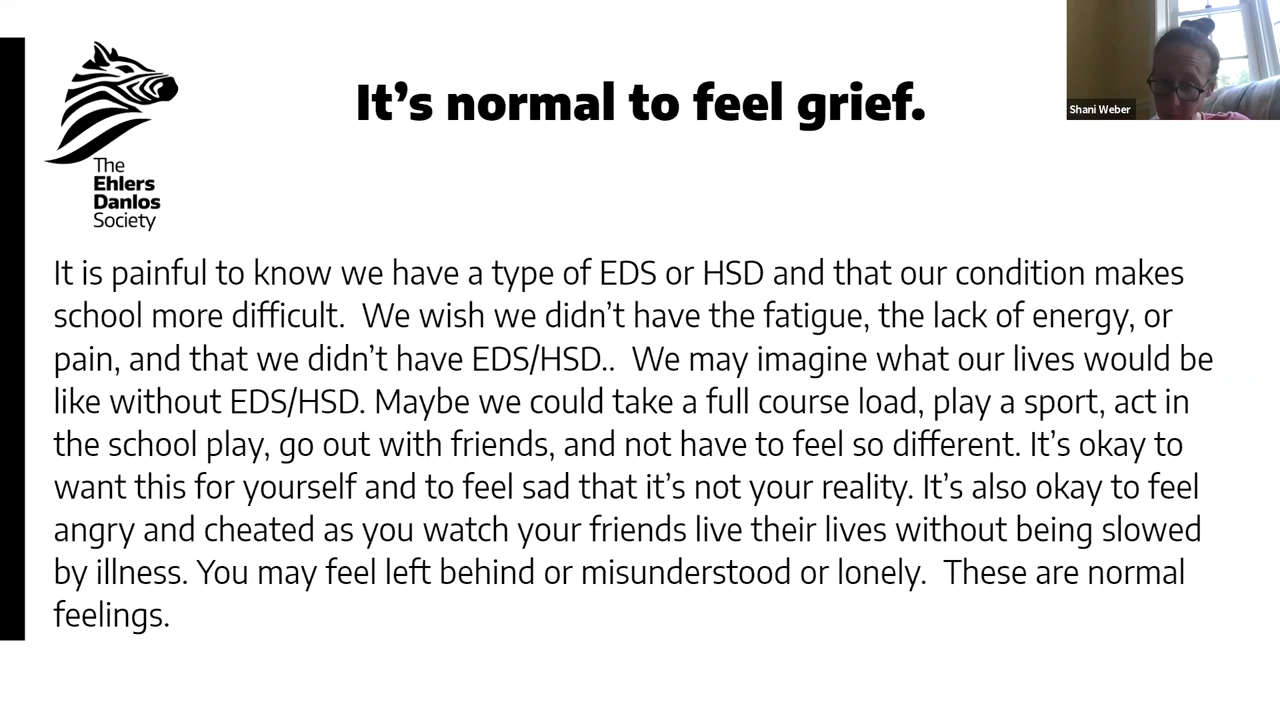 It's normal to feel grief.
Shani Weber
The
Ehlers
Danlos
Society
It is painful to know we have a type of EDS or HSD and that our condition makes
school more difficult.  We wish we didn't have the fatigue, the lack of energy, or
pain, and that we didn't have EDS/HSD..  We may imagine what our lives would be
like without EDS/HSD. Maybe we could take a full course load, play a sport, act in
the school play, go out with friends, and not have to feel so different. It's okay to
want this for yourself and to feel sad that it's not your reality. It's also okay to feel
angry and cheated as you watch your friends live their lives without being slowed
by illness. You may feel left behind or misunderstood or lonely.  These are normal
feelings.